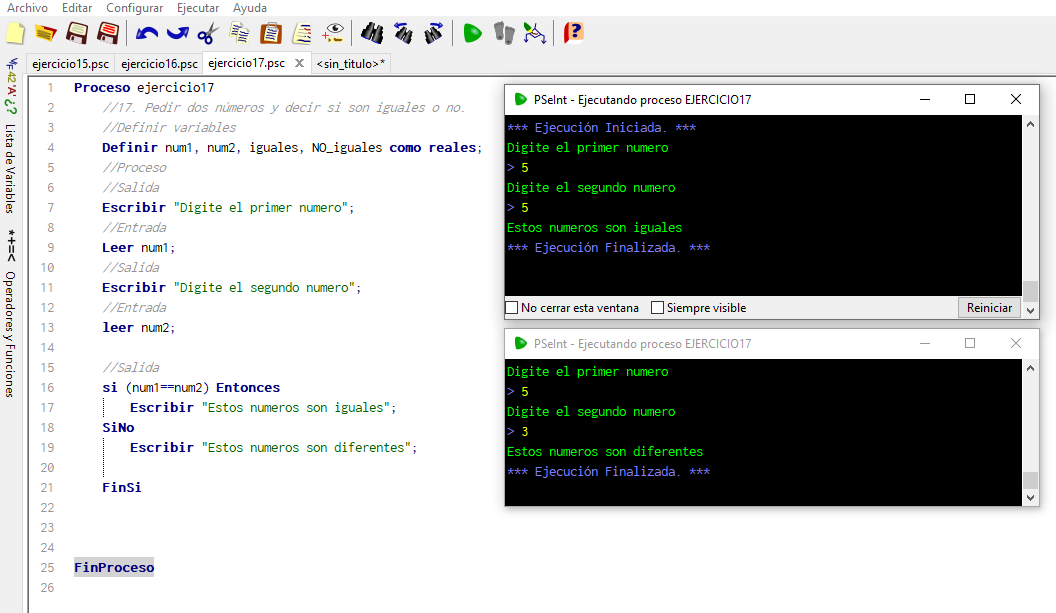 Archivo Editar Configurar Ejecutar Ayuda
ejercicio15.psc ejercicio16.psc ejercicio17.psc <sin_titulo>*
Lista de Variables
*+=< Operadores y Funciones
1 Proceso ejercicio17
2 //17. Pedir dos números y decir si son iguales o no.
3 //Definir variables
4 Definir num1, num2, iguales, NO_iguales como reales;
5 //Proceso
6 //Salida
7 Escribir "Digite el primer numero";
8 //Entrada
9 Leer num1;
10 //Salida
11 Escribir "Digite el segundo numero";
12 //Entrada
13 leer num2;
14
15 //Salida
16 si (num1==num2) Entonces
17 Escribir "Estos numeros son iguales";
18 SiNo
19 Escribir "Estos numeros son diferentes";
20
21 FinSi
22
23
24
25 FinProceso
26
PSeInt - Ejecutando proceso EJERCICIO17
*** Ejecución Iniciada. ***
Digite el primer numero
> 5
Digite el segundo numero
> 5
Estos numeros son iguales
*** Ejecución Finalizada. ***
No cerrar esta ventana Siempre visible Reiniciar
PSeInt - Ejecutando proceso EJERCICIO17
Digite el primer numero
> 5
Digite el segundo numero
> 3
Estos numeros son diferentes
*** Ejecución Finalizada. ***